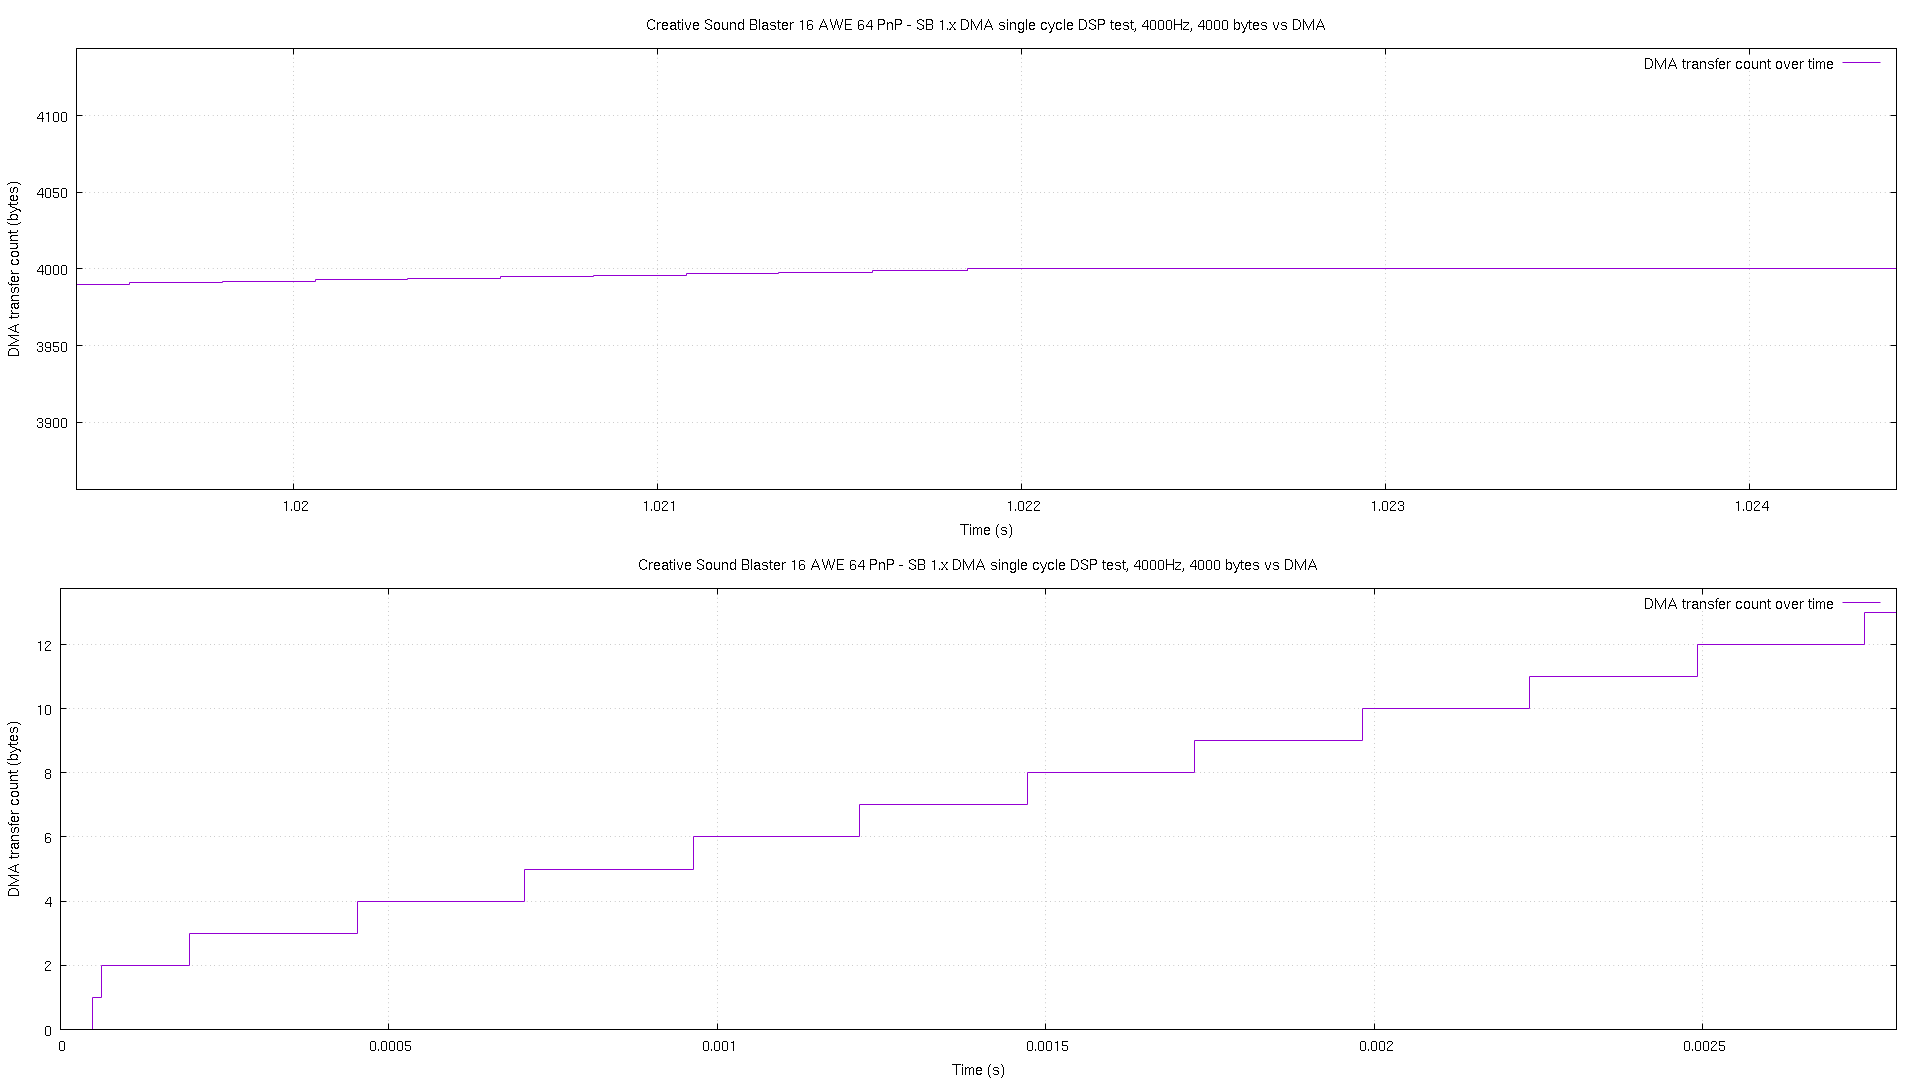 Creative Sound Blaster 16 AWE 64 PnP - SB 1.x DMA single cycle DSP test, 4000Hz, 4000 bytes vs DMA
DMA transfer count over time
4100
4050
4000
3950
3900
DMA transfer count (bytes)
1.02 1.021 1.022 1.023 1.024
Time (s)
Creative Sound Blaster 16 AWE 64 PnP - SB 1.x DMA single cycle DSP test, 4000Hz, 4000 bytes vs DMA
DMA transfer count over time
12
10
8
6
4
2
0
DMA transfer count (bytes)
0 0.0005 0.001 0.0015 0.002 0.0025
Time (s)